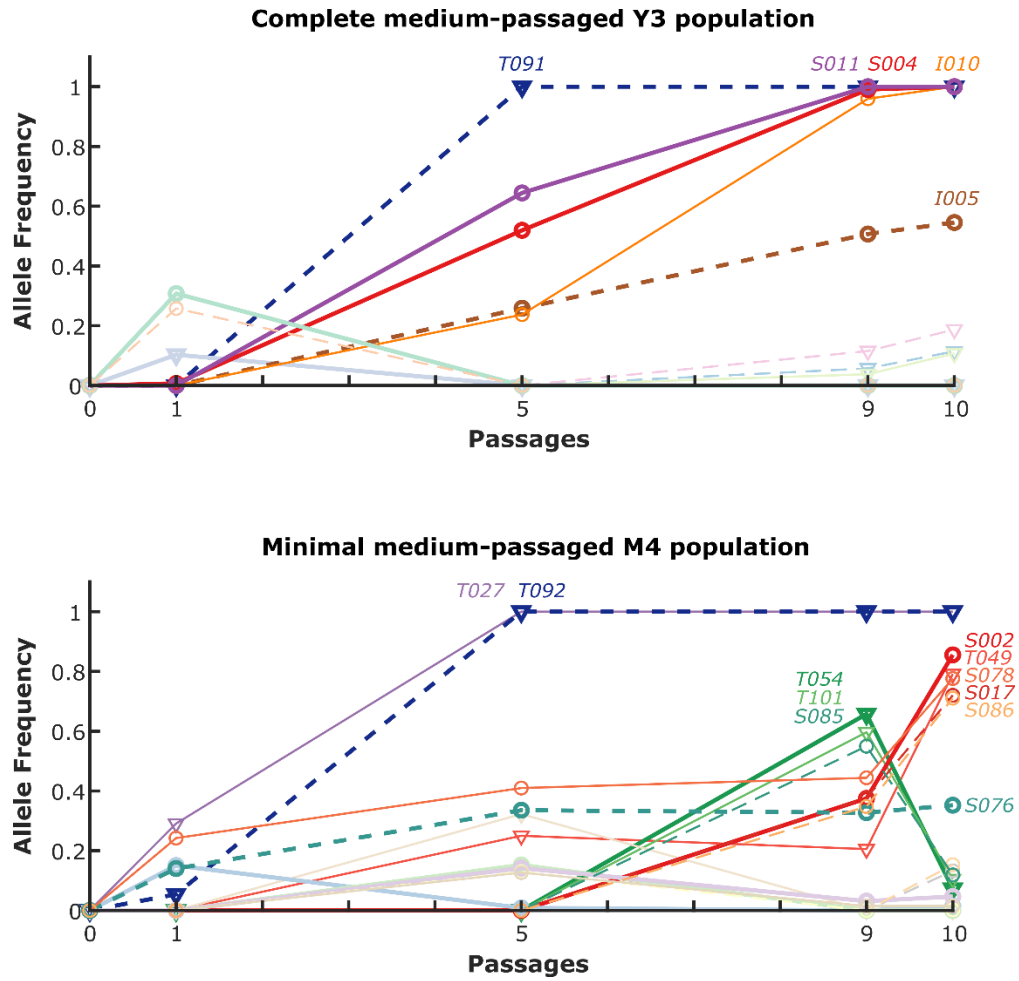 Complete medium-passaged Y3 population
T091 S011 S004 I010
1
0.8
0.6
I005
0.4
0.2
0
0 1 5 9 10
Allele Frequency
Passages
Minimal medium-passaged M4 population
T027 T092
1
S002
T049
0.8
T054
S078
T101
S017
S085
S086
0.6
0.4
S076
0.2
0
0 1 5 9 10
Allele Frequency
Passages